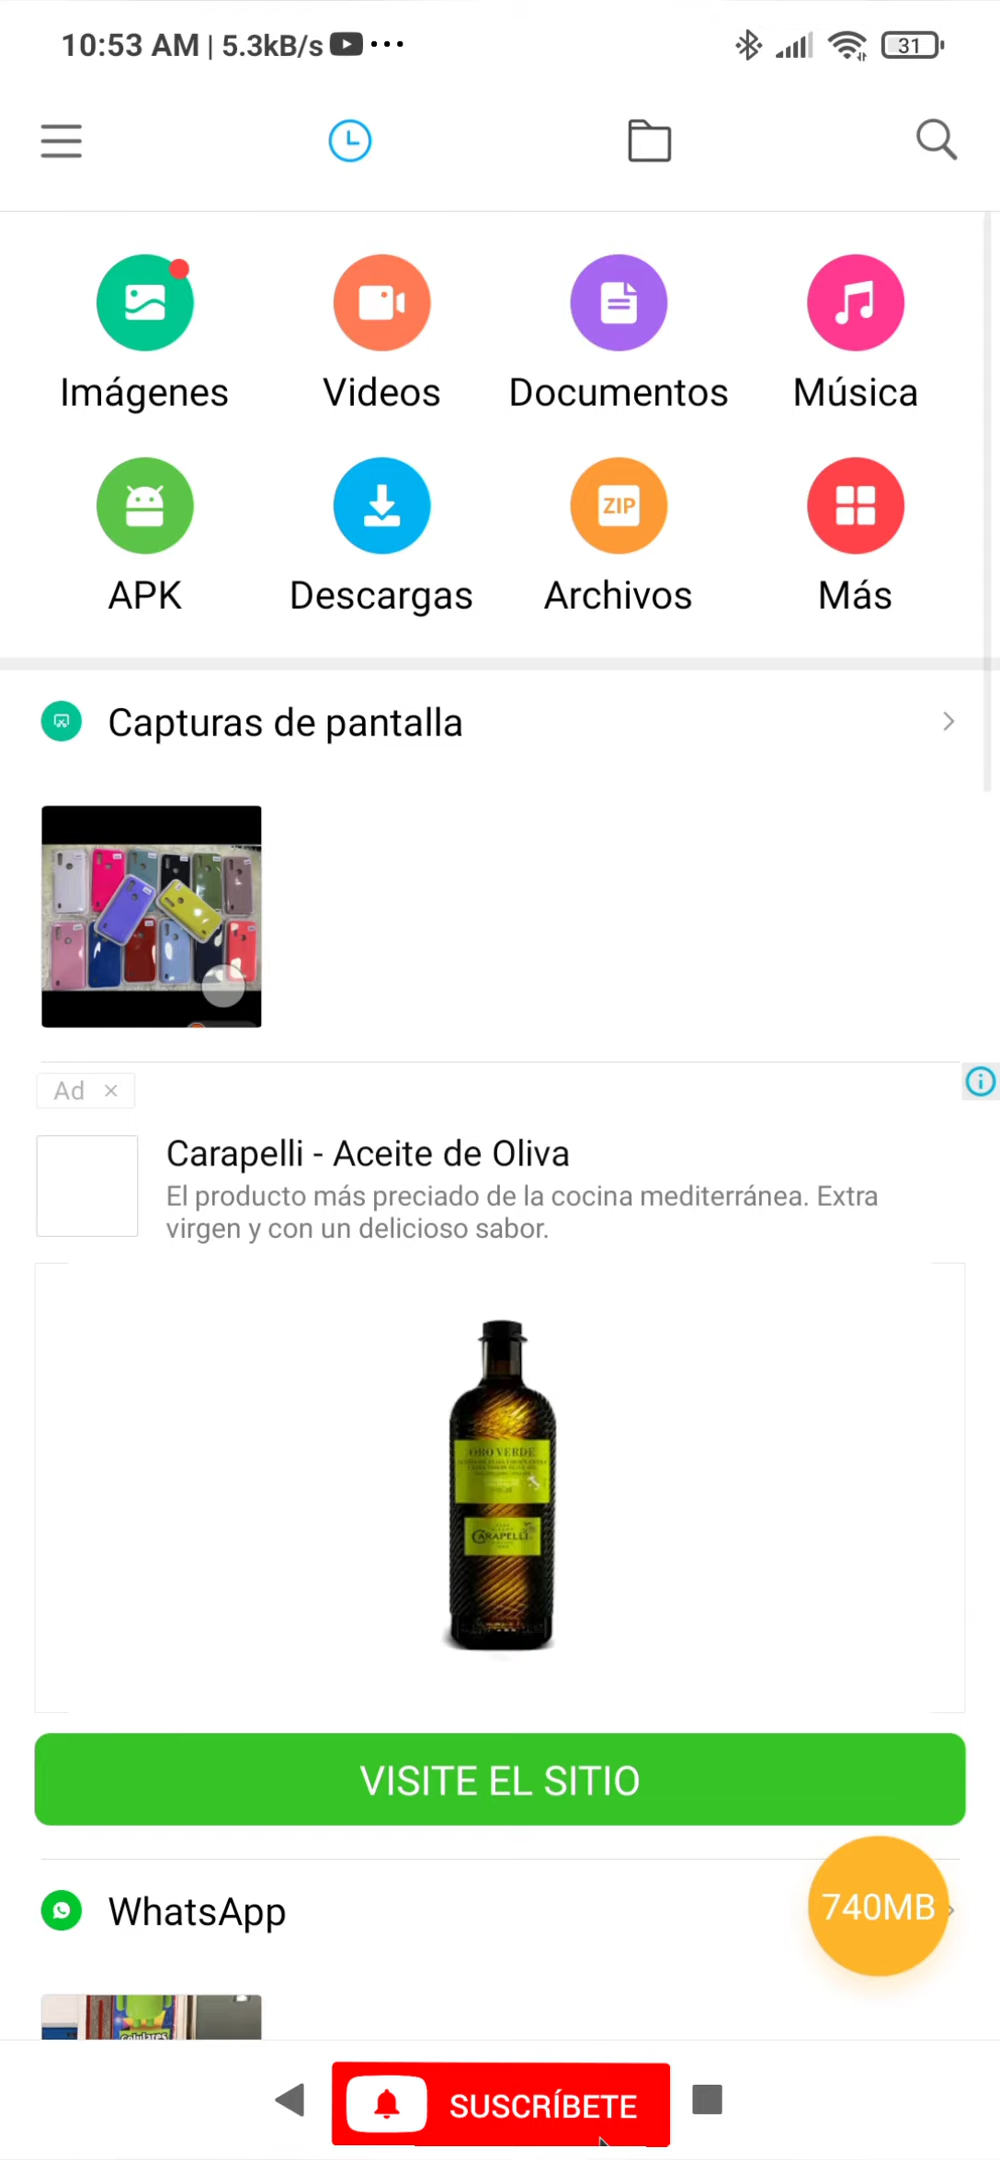 10:53 AM | 5.3kB/s ...
31
Imágenes
Videos
Documentos
Música
ZIP
APK
Descargas
Archivos
Más
Capturas de pantalla
Ad ×
Carapelli - Aceite de Oliva
El producto más preciado de la cocina mediterránea. Extra
virgen y con un delicioso sabor.
ORO VERDE
CARAPELLI
VISITE EL SITIO
WhatsApp
740MB
Celulares
SUSCRÍBETE